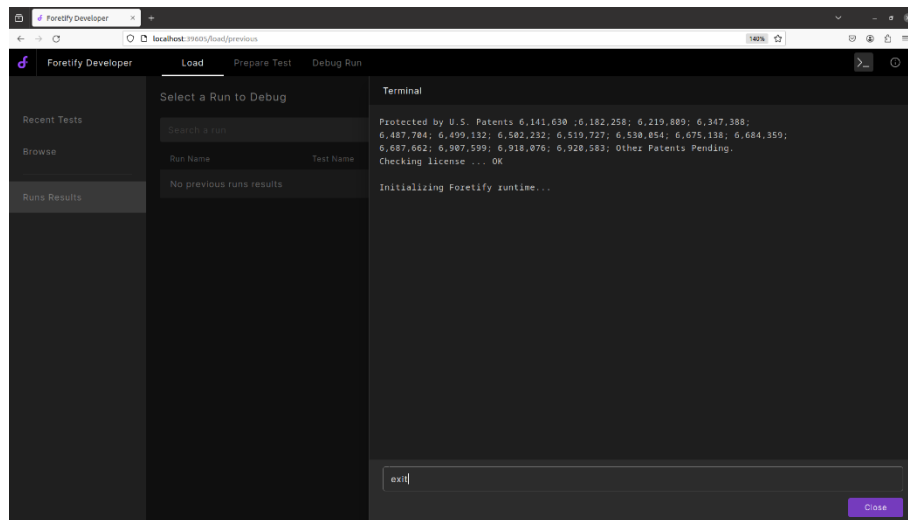 Foretify Developer
localhost:39605/load/previous
140%
Foretify Developer
Load
Prepare Test
Debug Run
Select a Run to Debug
Recent Tests
Browse
Runs Results
Search a run
Run Name
Test Name
No previous runs results
Terminal
Protected by U.S. Patents 6,141,630 ;6,182,258; 6,219,809; 6,347,388;
6,487,704; 6,499,132; 6,502,232; 6,519,727; 6,530,054; 6,675,138; 6,684,359;
6,687,662; 6,907,599; 6,918,076; 6,920,583; Other Patents Pending.
Checking license ... OK
Initializing Foretify runtime...
exit
Close